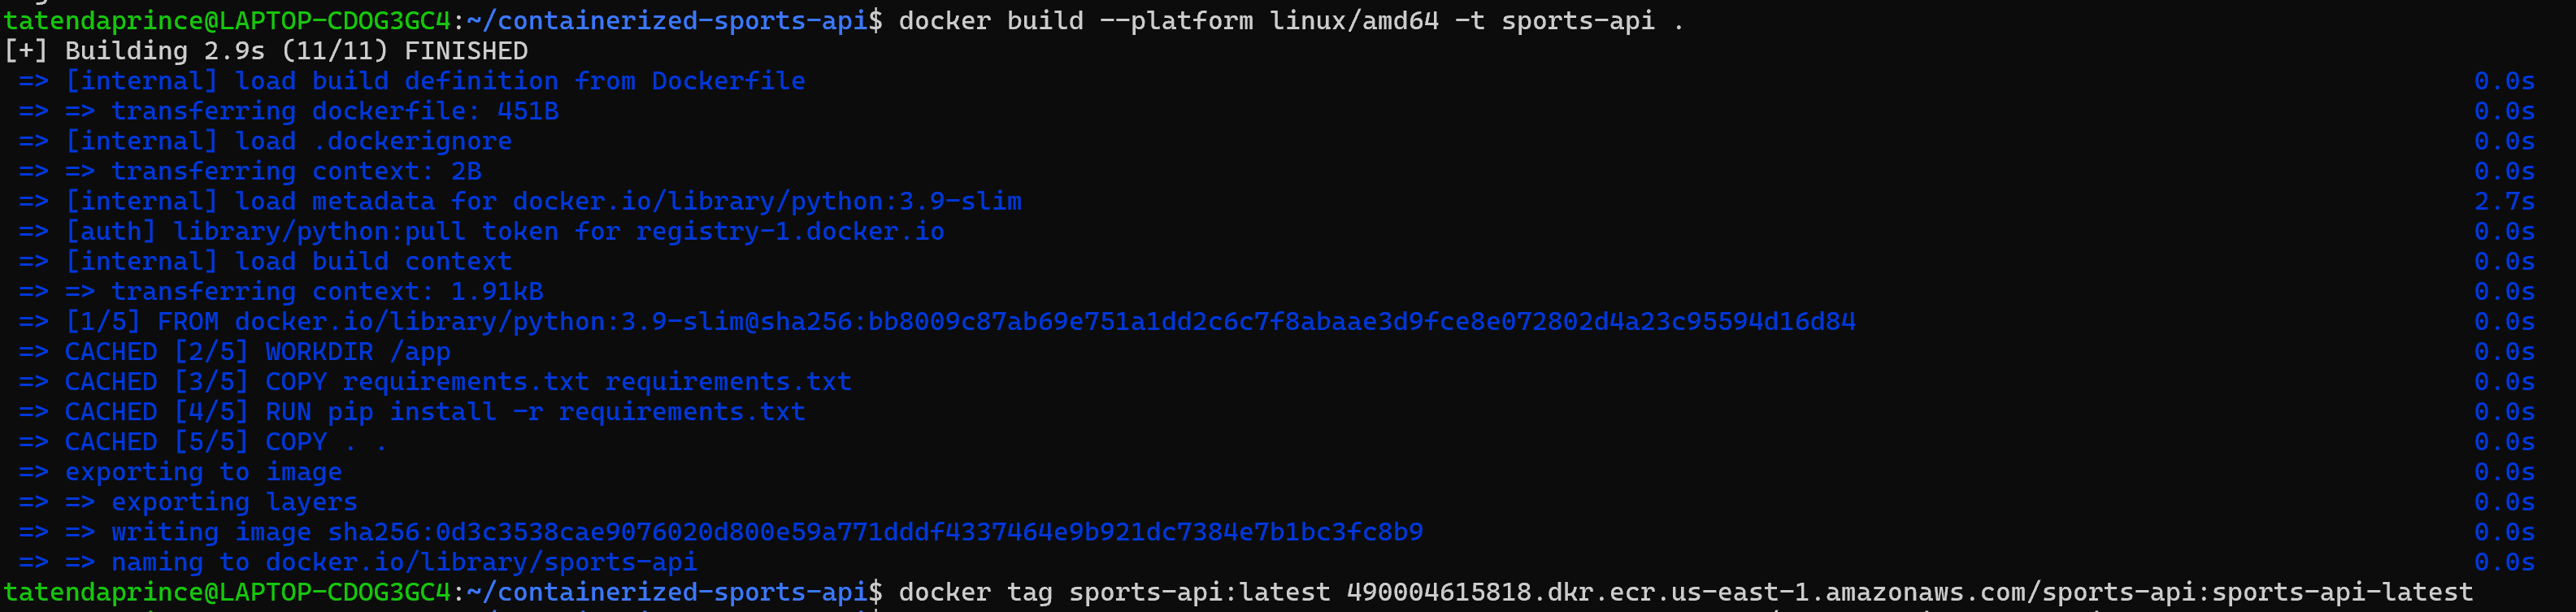 tatendaprince@LAPTOP-CDOG3GC4:~/containerized-sports-api$ docker build --platform linux/amd64 -t sports-api .
[+] Building 2.9s (11/11) FINISHED
=> [internal] load build definition from Dockerfile 0.0s
=> => transferring dockerfile: 451B 0.0s
=> [internal] load .dockerignore 0.0s
=> => transferring context: 2B 0.0s
=> [internal] load metadata for docker.io/library/python:3.9-slim 2.7s
=> [auth] library/python:pull token for registry-1.docker.io 0.0s
=> [internal] load build context 0.0s
=> => transferring context: 1.91kB 0.0s
=> [1/5] FROM docker.io/library/python:3.9-slim@sha256:bb8009c87ab69e751a1dd2c6c7f8abaae3d9fce8e072802d4a23c95594d16d84 0.0s
=> CACHED [2/5] WORKDIR /app 0.0s
=> CACHED [3/5] COPY requirements.txt requirements.txt 0.0s
=> CACHED [4/5] RUN pip install -r requirements.txt 0.0s
=> CACHED [5/5] COPY . . 0.0s
=> exporting to image 0.0s
=> => exporting layers 0.0s
=> => writing image sha256:0d3c3538cae9076020d800e59a771dddf4337464e9b921dc7384e7b1bc3fc8b9 0.0s
=> => naming to docker.io/library/sports-api 0.0s
tatendaprince@LAPTOP-CDOG3GC4:~/containerized-sports-api$ docker tag sports-api:latest 490004615818.dkr.ecr.us-east-1.amazonaws.com/sports-api:sports-api-latest